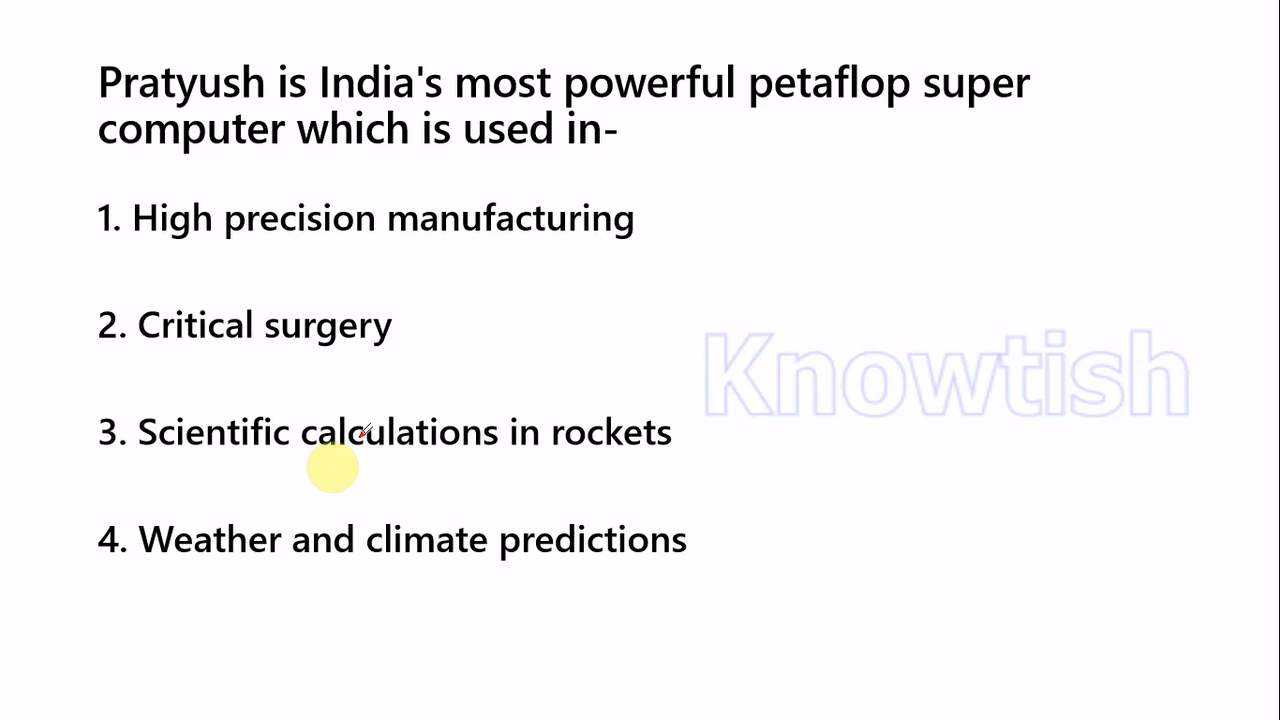 Pratyush is India's most powerful petaflop super
computer which is used in-
1. High precision manufacturing
2. Critical surgery
Knowtish
3. Scientific calculations in rockets
4. Weather and climate predictions